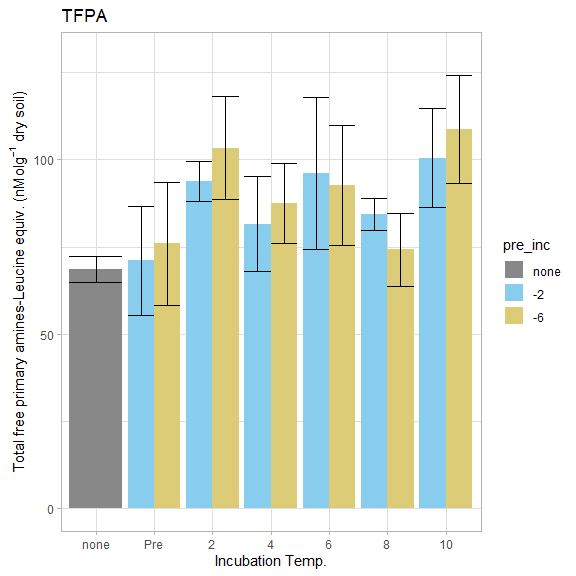 TFPA
Total free primary amines-Leucine equiv. (nMolg⁻¹ dry soil)
100
50
0
none Pre 2 4 6 8 10
Incubation Temp.
pre_inc
none
-2
-6